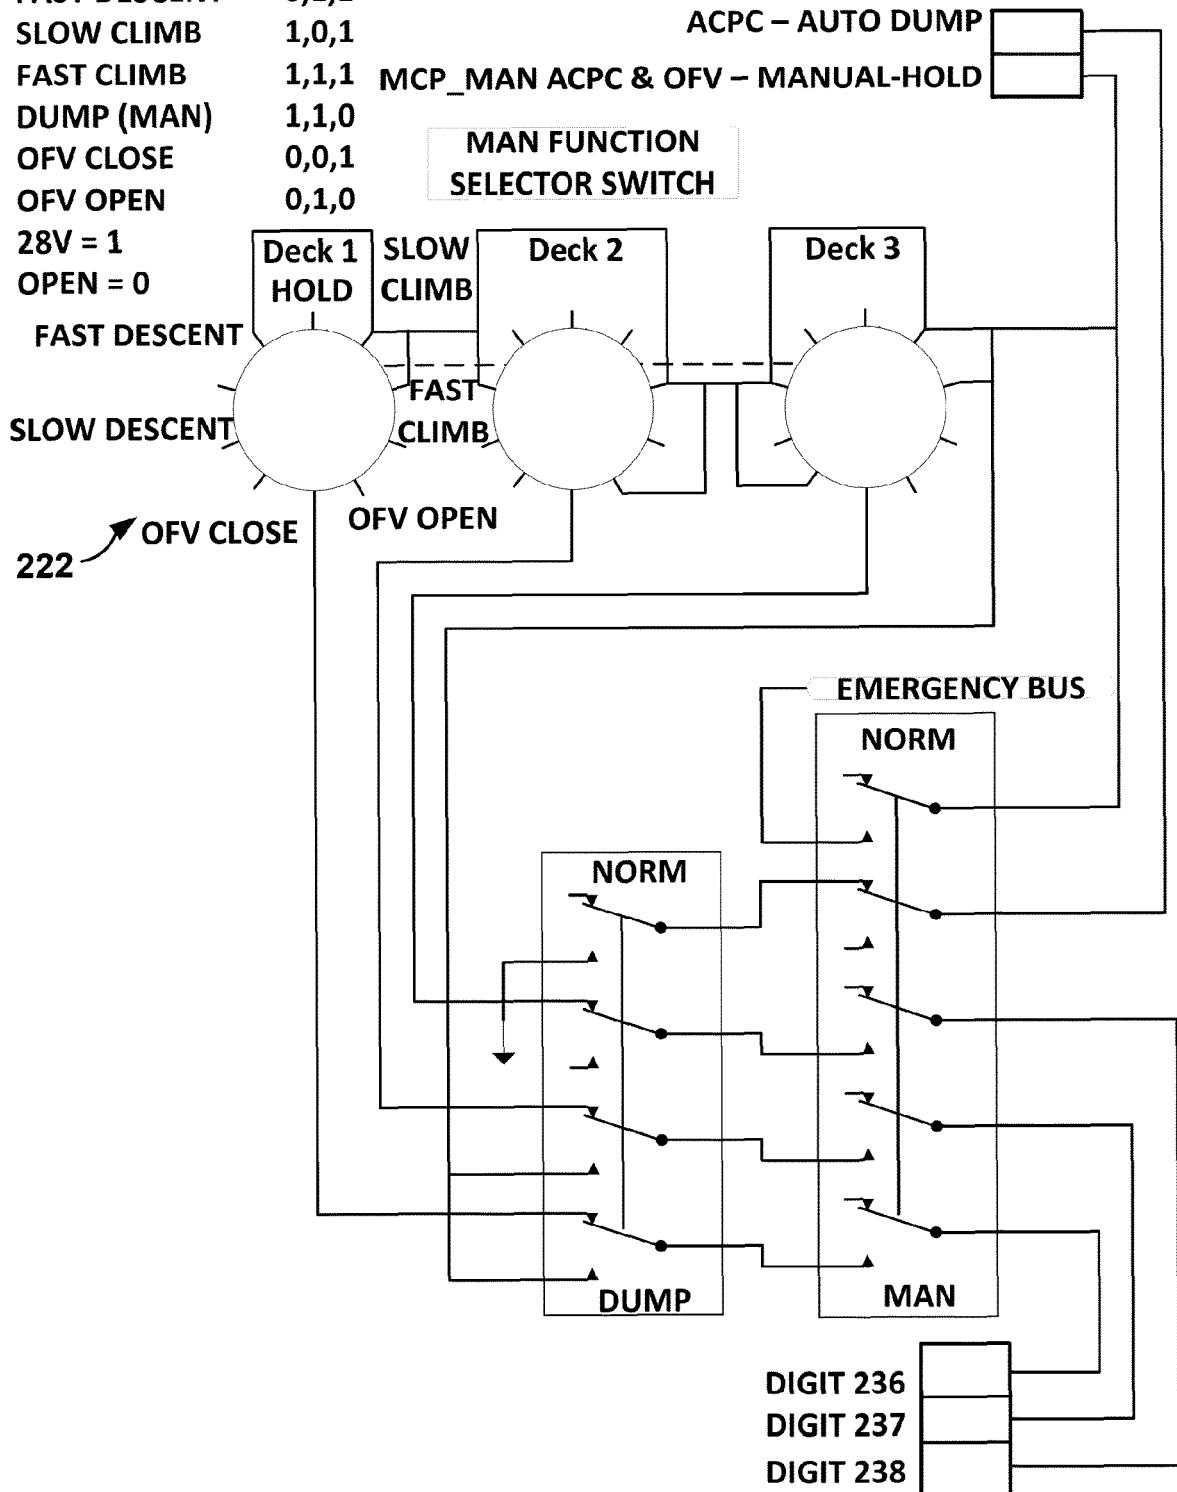 SLOW CLIMB 1,0,1
FAST CLIMB 1,1,1
DUMP (MAN) 1,1,0
OFV CLOSE 0,0,1
OFV OPEN 0,1,0
28V = 1
OPEN = 0
ACPC – AUTO DUMP
MCP_MAN ACPC & OFV – MANUAL-HOLD
MAN FUNCTION
SELECTOR SWITCH
Deck 1
HOLD
SLOW
CLIMB
Deck 2
Deck 3
FAST DESCENT
FAST
CLIMB
SLOW DESCENT
OFV OPEN
OFV CLOSE
222
EMERGENCY BUS
NORM
NORM
DUMP
MAN
DIGIT 236
DIGIT 237
DIGIT 238